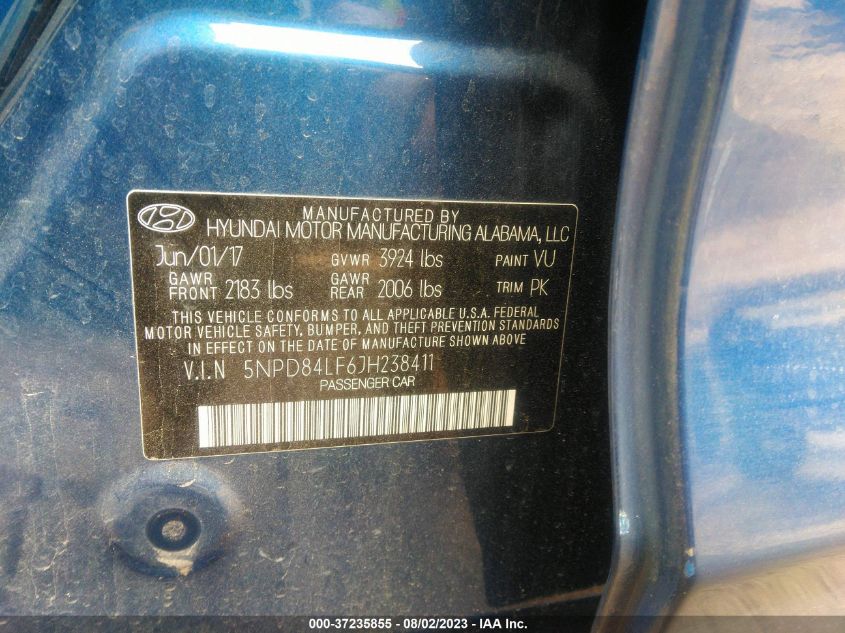 MANUFACTURED BY
HYUNDAI MOTOR MANUFACTURING ALABAMA, LLC
Jun/01/17 GVWR 3924 lbs PAINT VU
GAWR FRONT 2183 lbs GAWR REAR 2006 lbs TRIM PK
THIS VEHICLE CONFORMS TO ALL APPLICABLE U.S.A. FEDERAL
MOTOR VEHICLE SAFETY, BUMPER, AND THEFT PREVENTION STANDARDS
IN EFFECT ON THE DATE OF MANUFACTURE SHOWN ABOVE
V.I.N 5NPD84LF6JH238411
PASSENGER CAR
000-37235855 - 08/02/2023 - IAA Inc.